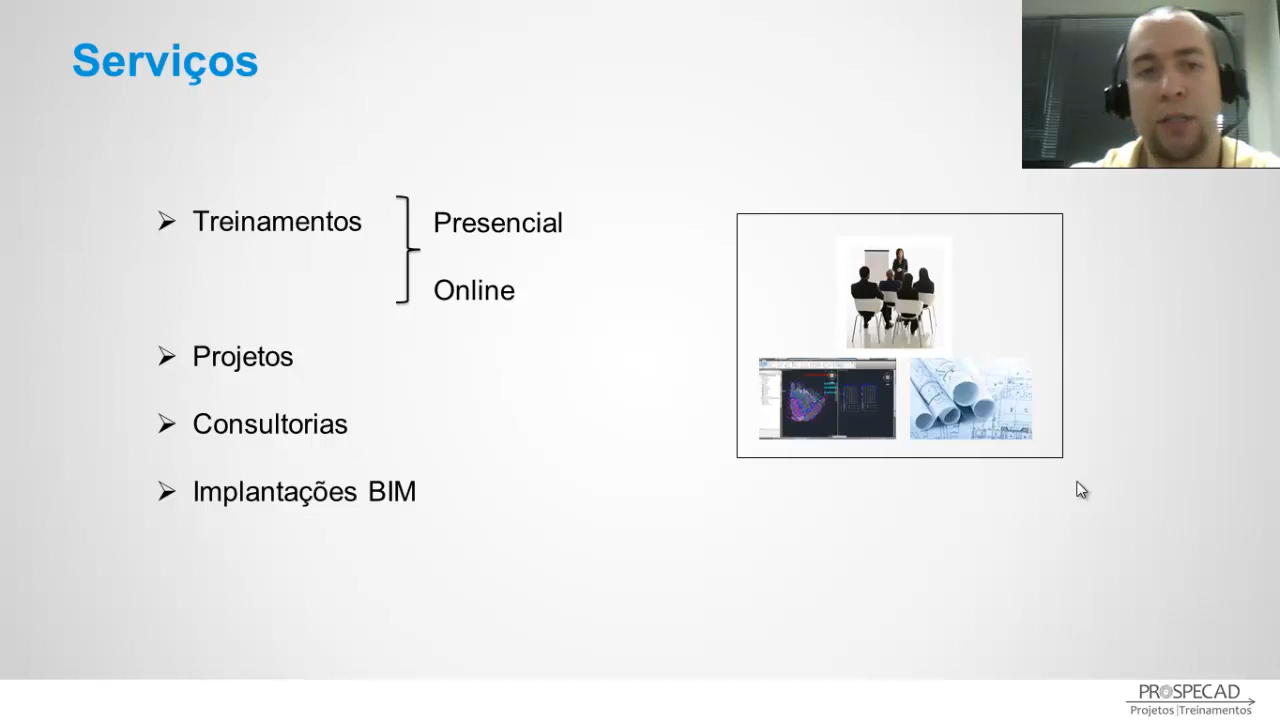 Serviços
➢ Treinamentos
Presencial
Online
➢ Projetos
➢ Consultorias
➢ Implantações BIM
PROSPECAD
Projetos|Treinamentos